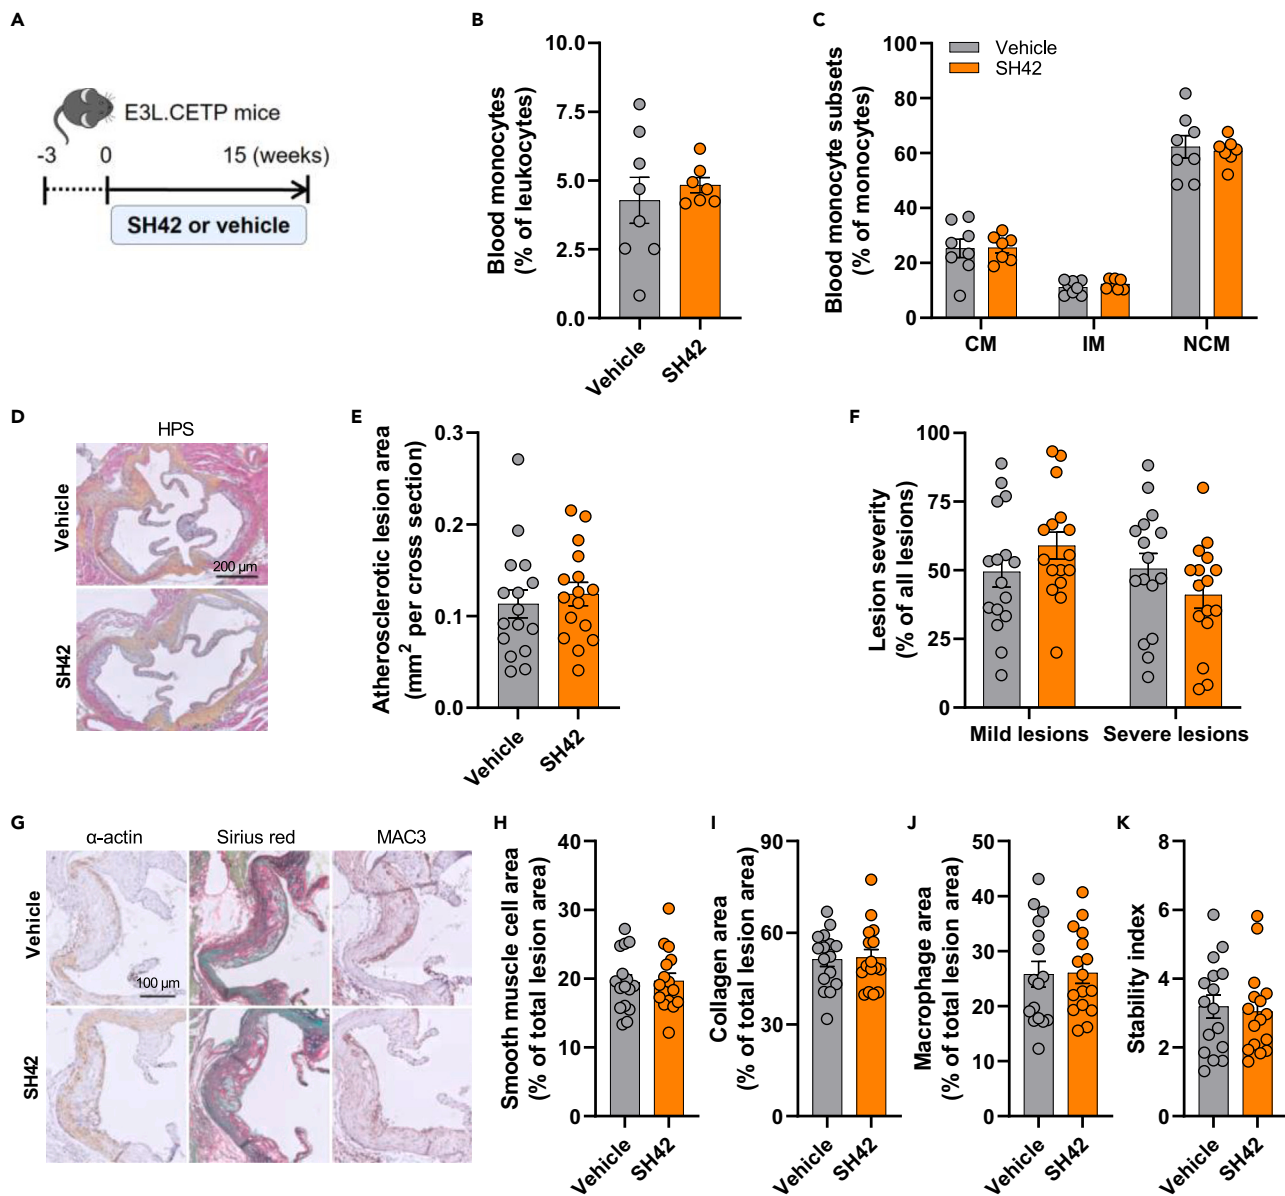 A
E3L.CETP mice
-3 0 15 (weeks)
SH42 or vehicle
B
Blood monocytes
(% of leukocytes)
10.0
7.5
5.0
2.5
0.0
Vehicle
SH42
C
Blood monocyte subsets
(% of monocytes)
100
80
60
40
20
0
Vehicle
SH42
CM
IM
NCM
D
HPS
Vehicle
200 µm
SH42
E
Atherosclerotic lesion area
(mm² per cross section)
0.3
0.2
0.1
0.0
Vehicle
SH42
F
Lesion severity
(% of all lesions)
100
75
50
25
0
Mild lesions
Severe lesions
G
α-actin
Sirius red
MAC3
Vehicle
100 µm
SH42
H
Smooth muscle cell area
(% of total lesion area)
40
30
20
10
0
Vehicle
SH42
I
Collagen area
(% of total lesion area)
90
60
30
0
Vehicle
SH42
J
Macrophage area
(% of total lesion area)
50
40
30
20
10
0
Vehicle
SH42
K
Stability index
8
6
4
2
0
Vehicle
SH42